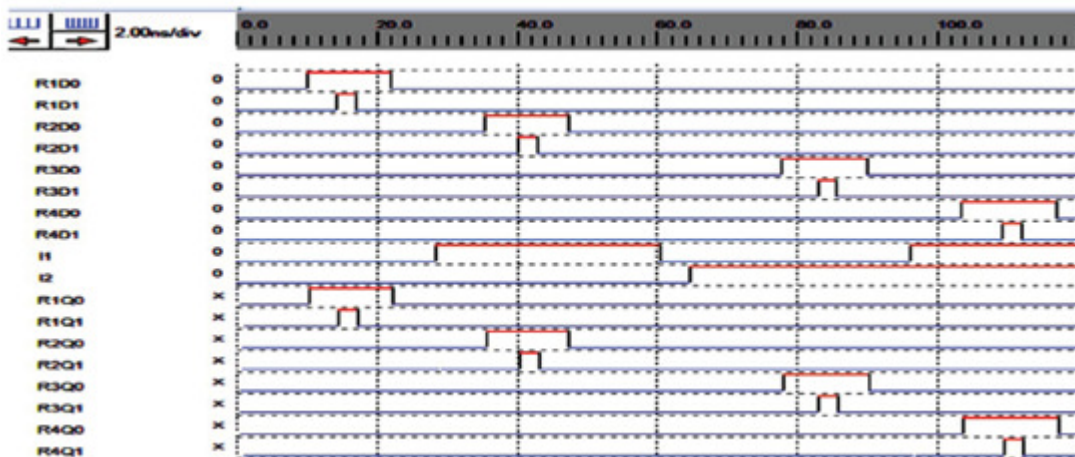 0.0 20.0 40.0 60.0 80.0 100.0
2.00ns/div
R1D0 0
R1D1 0
R2D0 0
R2D1 0
R3D0 0
R3D1 0
R4D0 0
R4D1 0
I1 0
I2 0
R1Q0 x
R1Q1 x
R2Q0 x
R2Q1 x
R3Q0 x
R3Q1 x
R4Q0 x
R4Q1 x